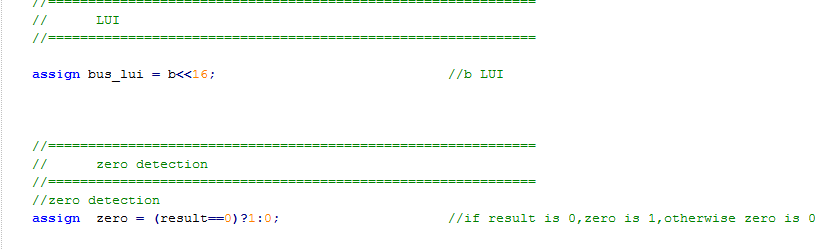 //=============================================================
//      LUI
//=============================================================
assign bus_lui = b<<16;                             //b LUI
//=============================================================
//      zero detection
//=============================================================
//zero detection
assign  zero = (result==0)?1:0;                     //if result is 0,zero is 1,otherwise zero is 0